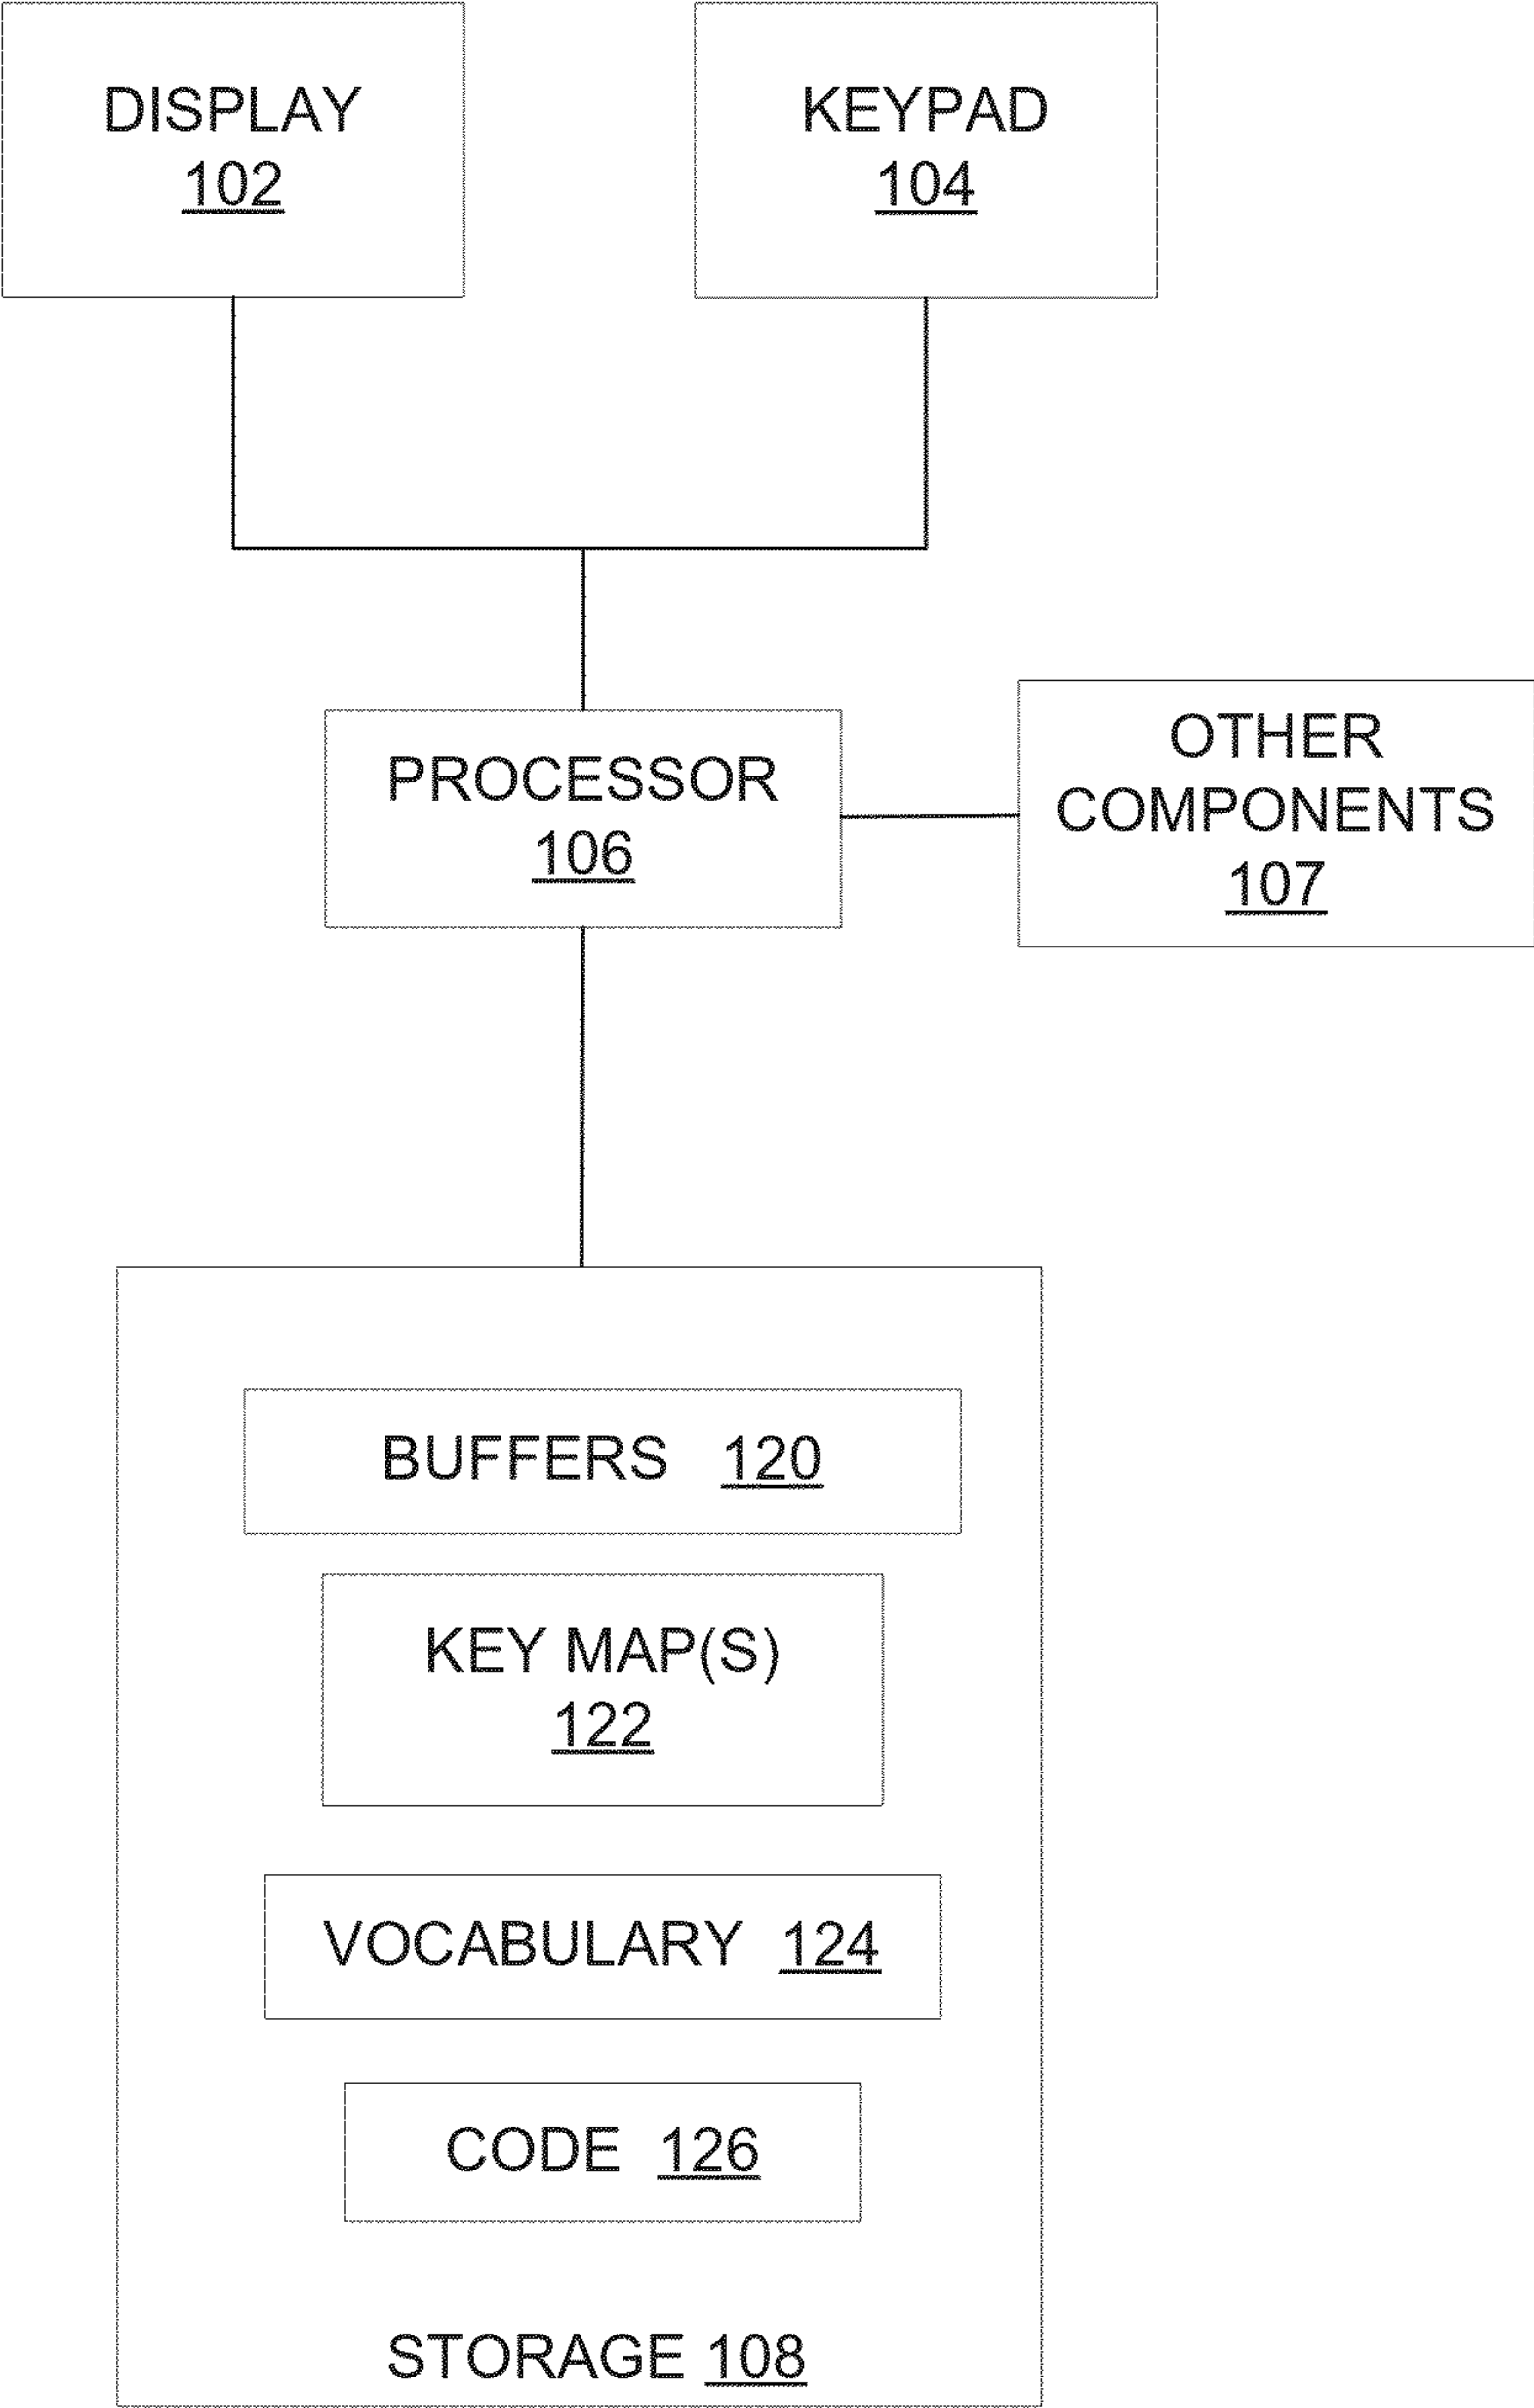 DISPLAY
102
KEYPAD
104
PROCESSOR
106
OTHER
COMPONENTS
107
BUFFERS 120
KEY MAP(S)
122
VOCABULARY 124
CODE 126
STORAGE 108